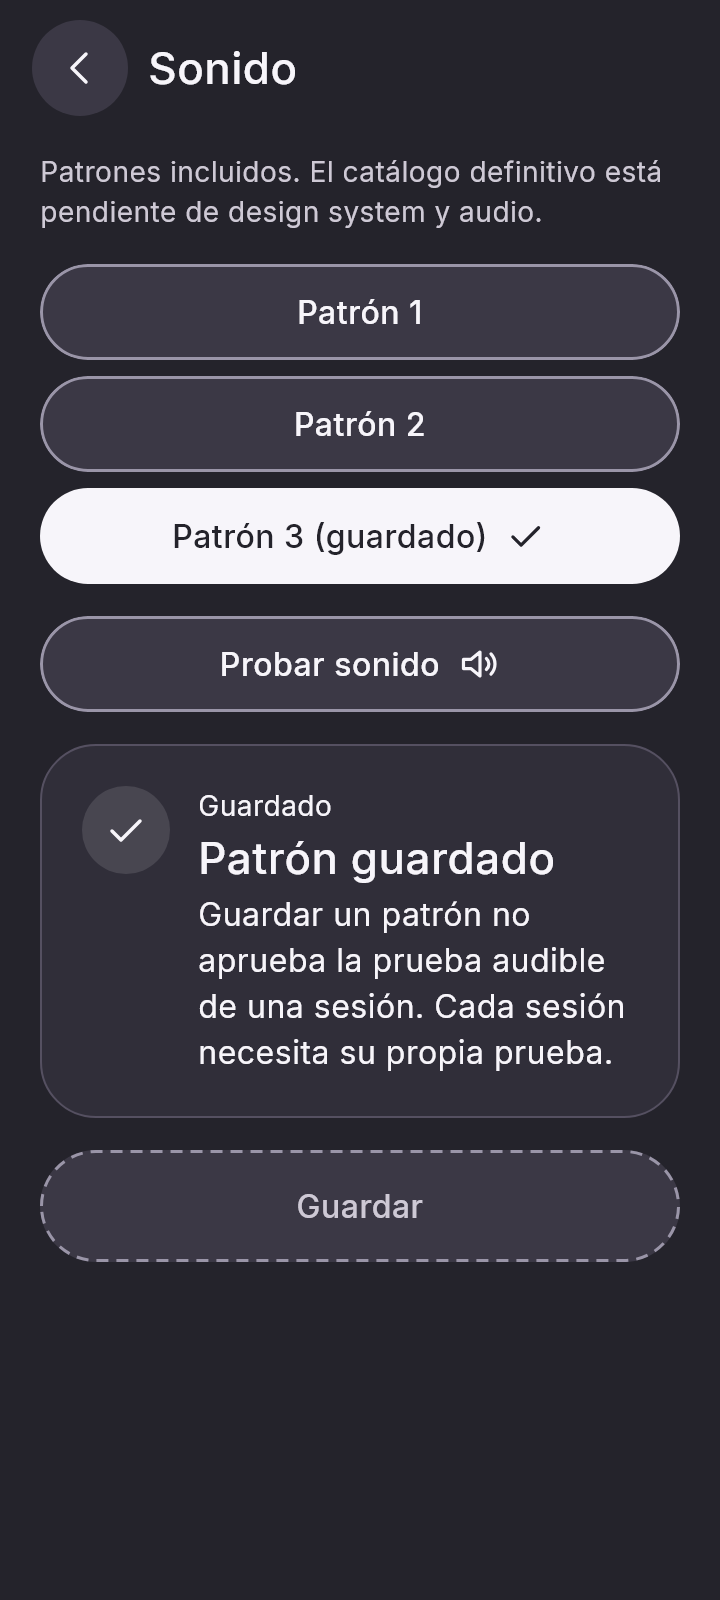 Sonido
Patrones incluidos. El catálogo definitivo está
pendiente de design system y audio.
Patrón 1
Patrón 2
Patrón 3 (guardado)
Probar sonido
Guardado
Patrón guardado
Guardar un patrón no
aprueba la prueba audible
de una sesión. Cada sesión
necesita su propia prueba.
Guardar